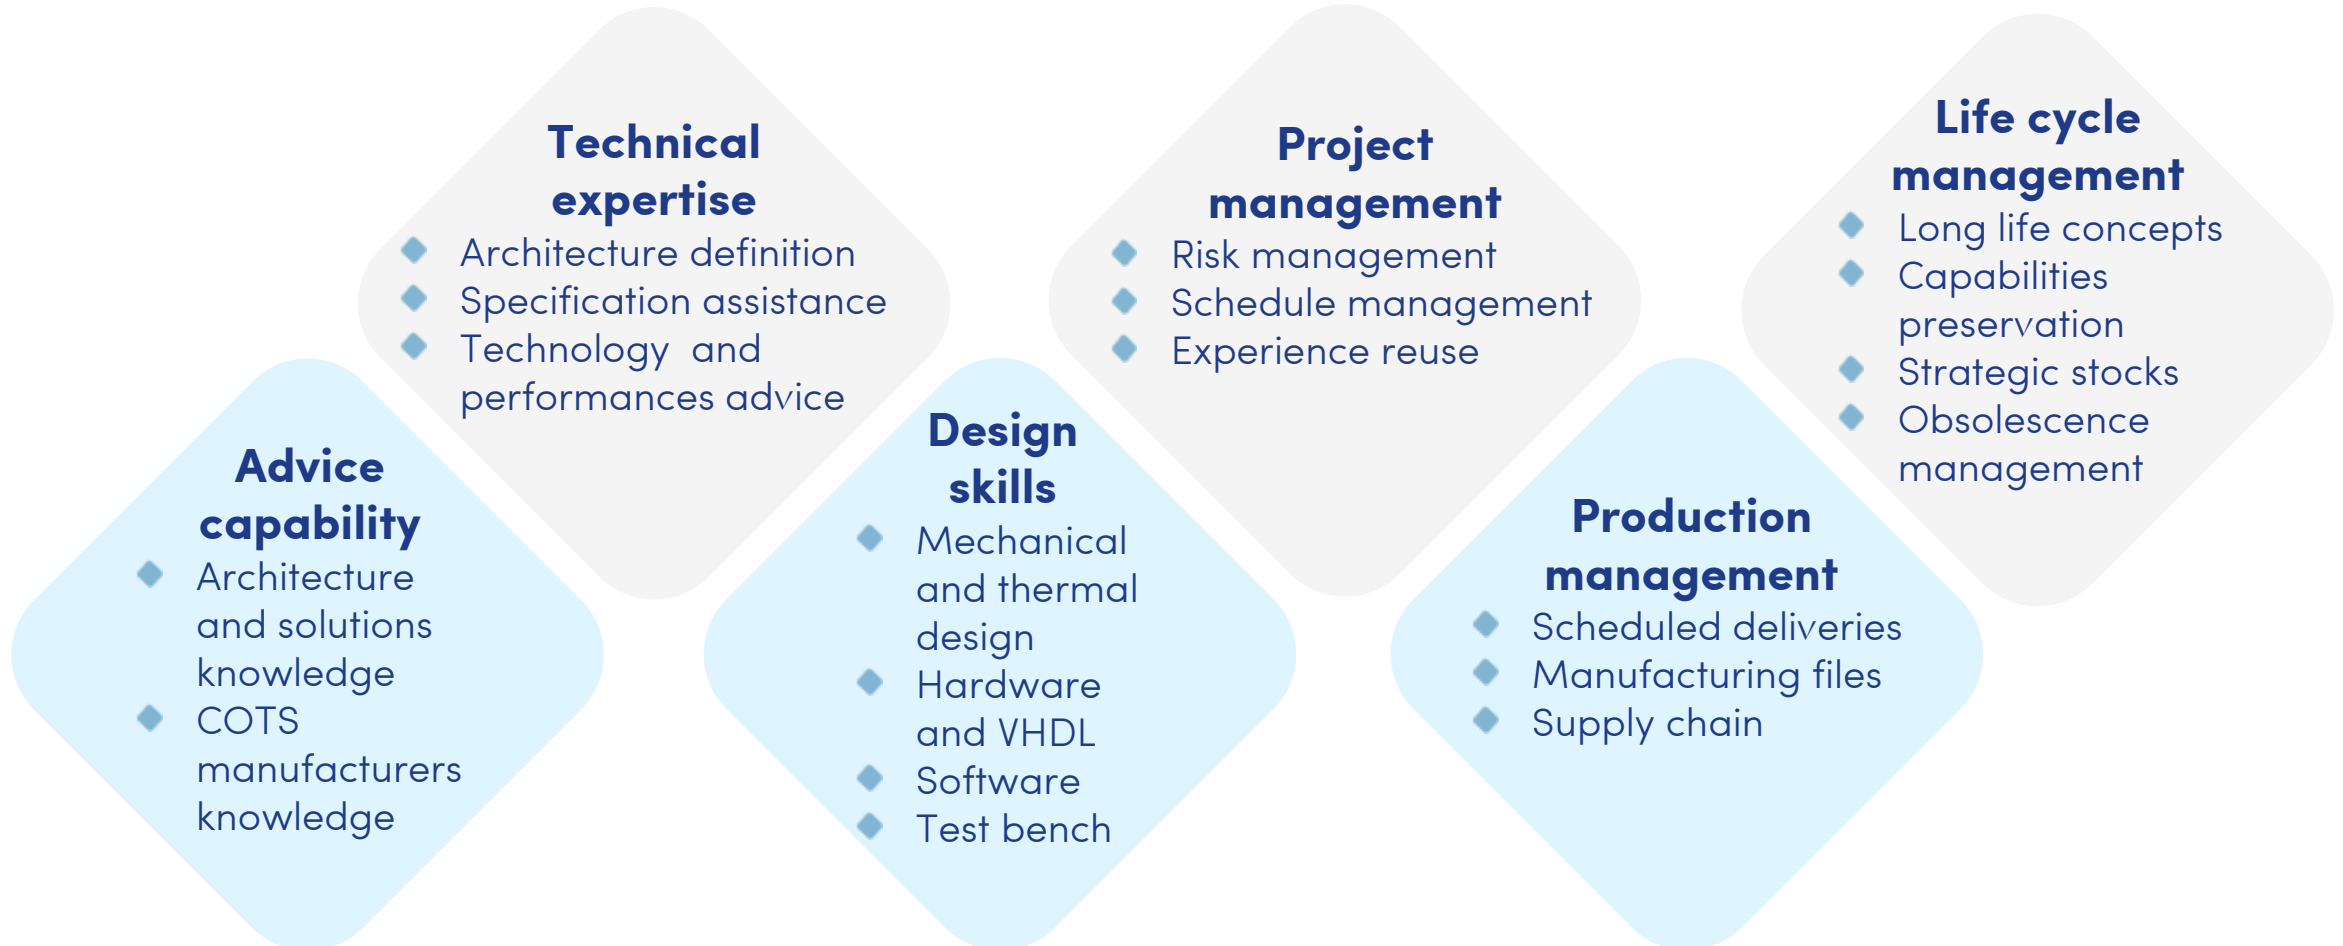 Advice
capability
Architecture
and solutions
knowledge
COTS
manufacturers
knowledge
Technical
expertise
Architecture definition
Specification assistance
Technology  and
performances advice
Design
skills
Mechanical
and thermal
design
Hardware
and VHDL
Software
Test bench
Project
management
Risk management
Schedule management
Experience reuse
Production
management
Scheduled deliveries
Manufacturing files
Supply chain
Life cycle
management
Long life concepts
Capabilities
preservation
Strategic stocks
Obsolescence
management